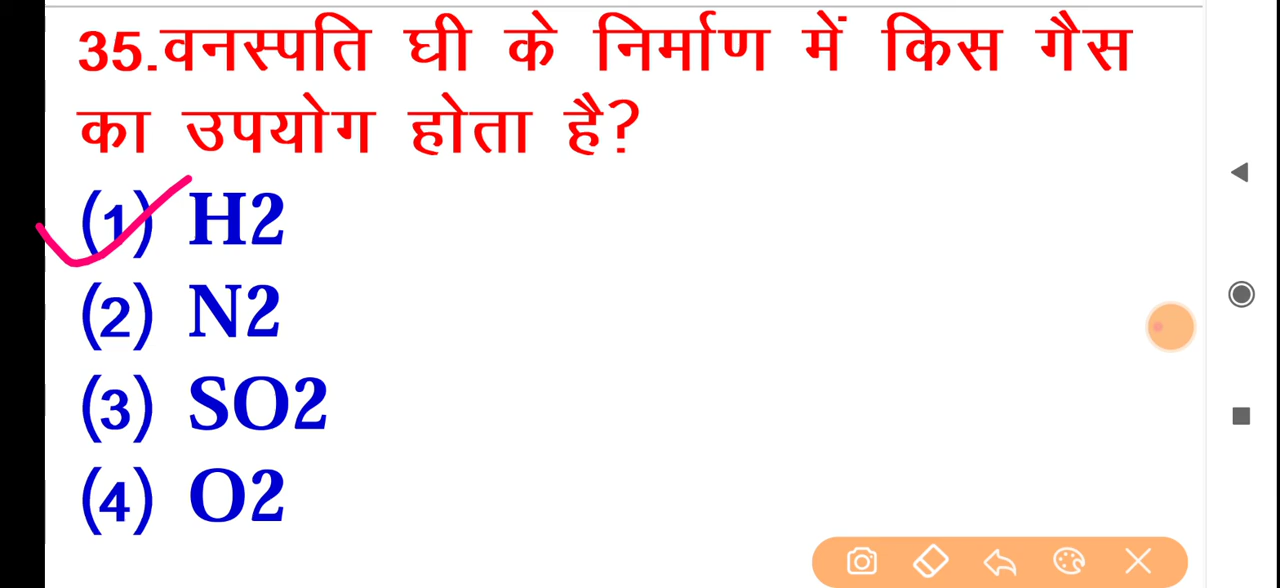 35.वनस्पति घी के निर्माण में किस गैस
का उपयोग होता है?
(1) H2
(2) N2
(3) SO2
(4) O2